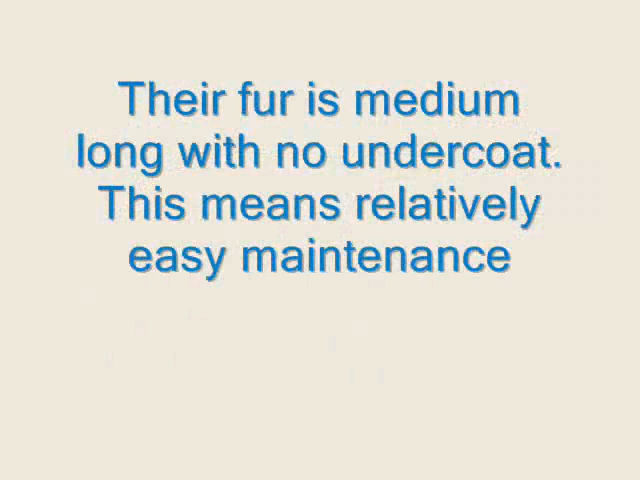 Their fur is medium
long with no undercoat.
This means relatively
easy maintenance